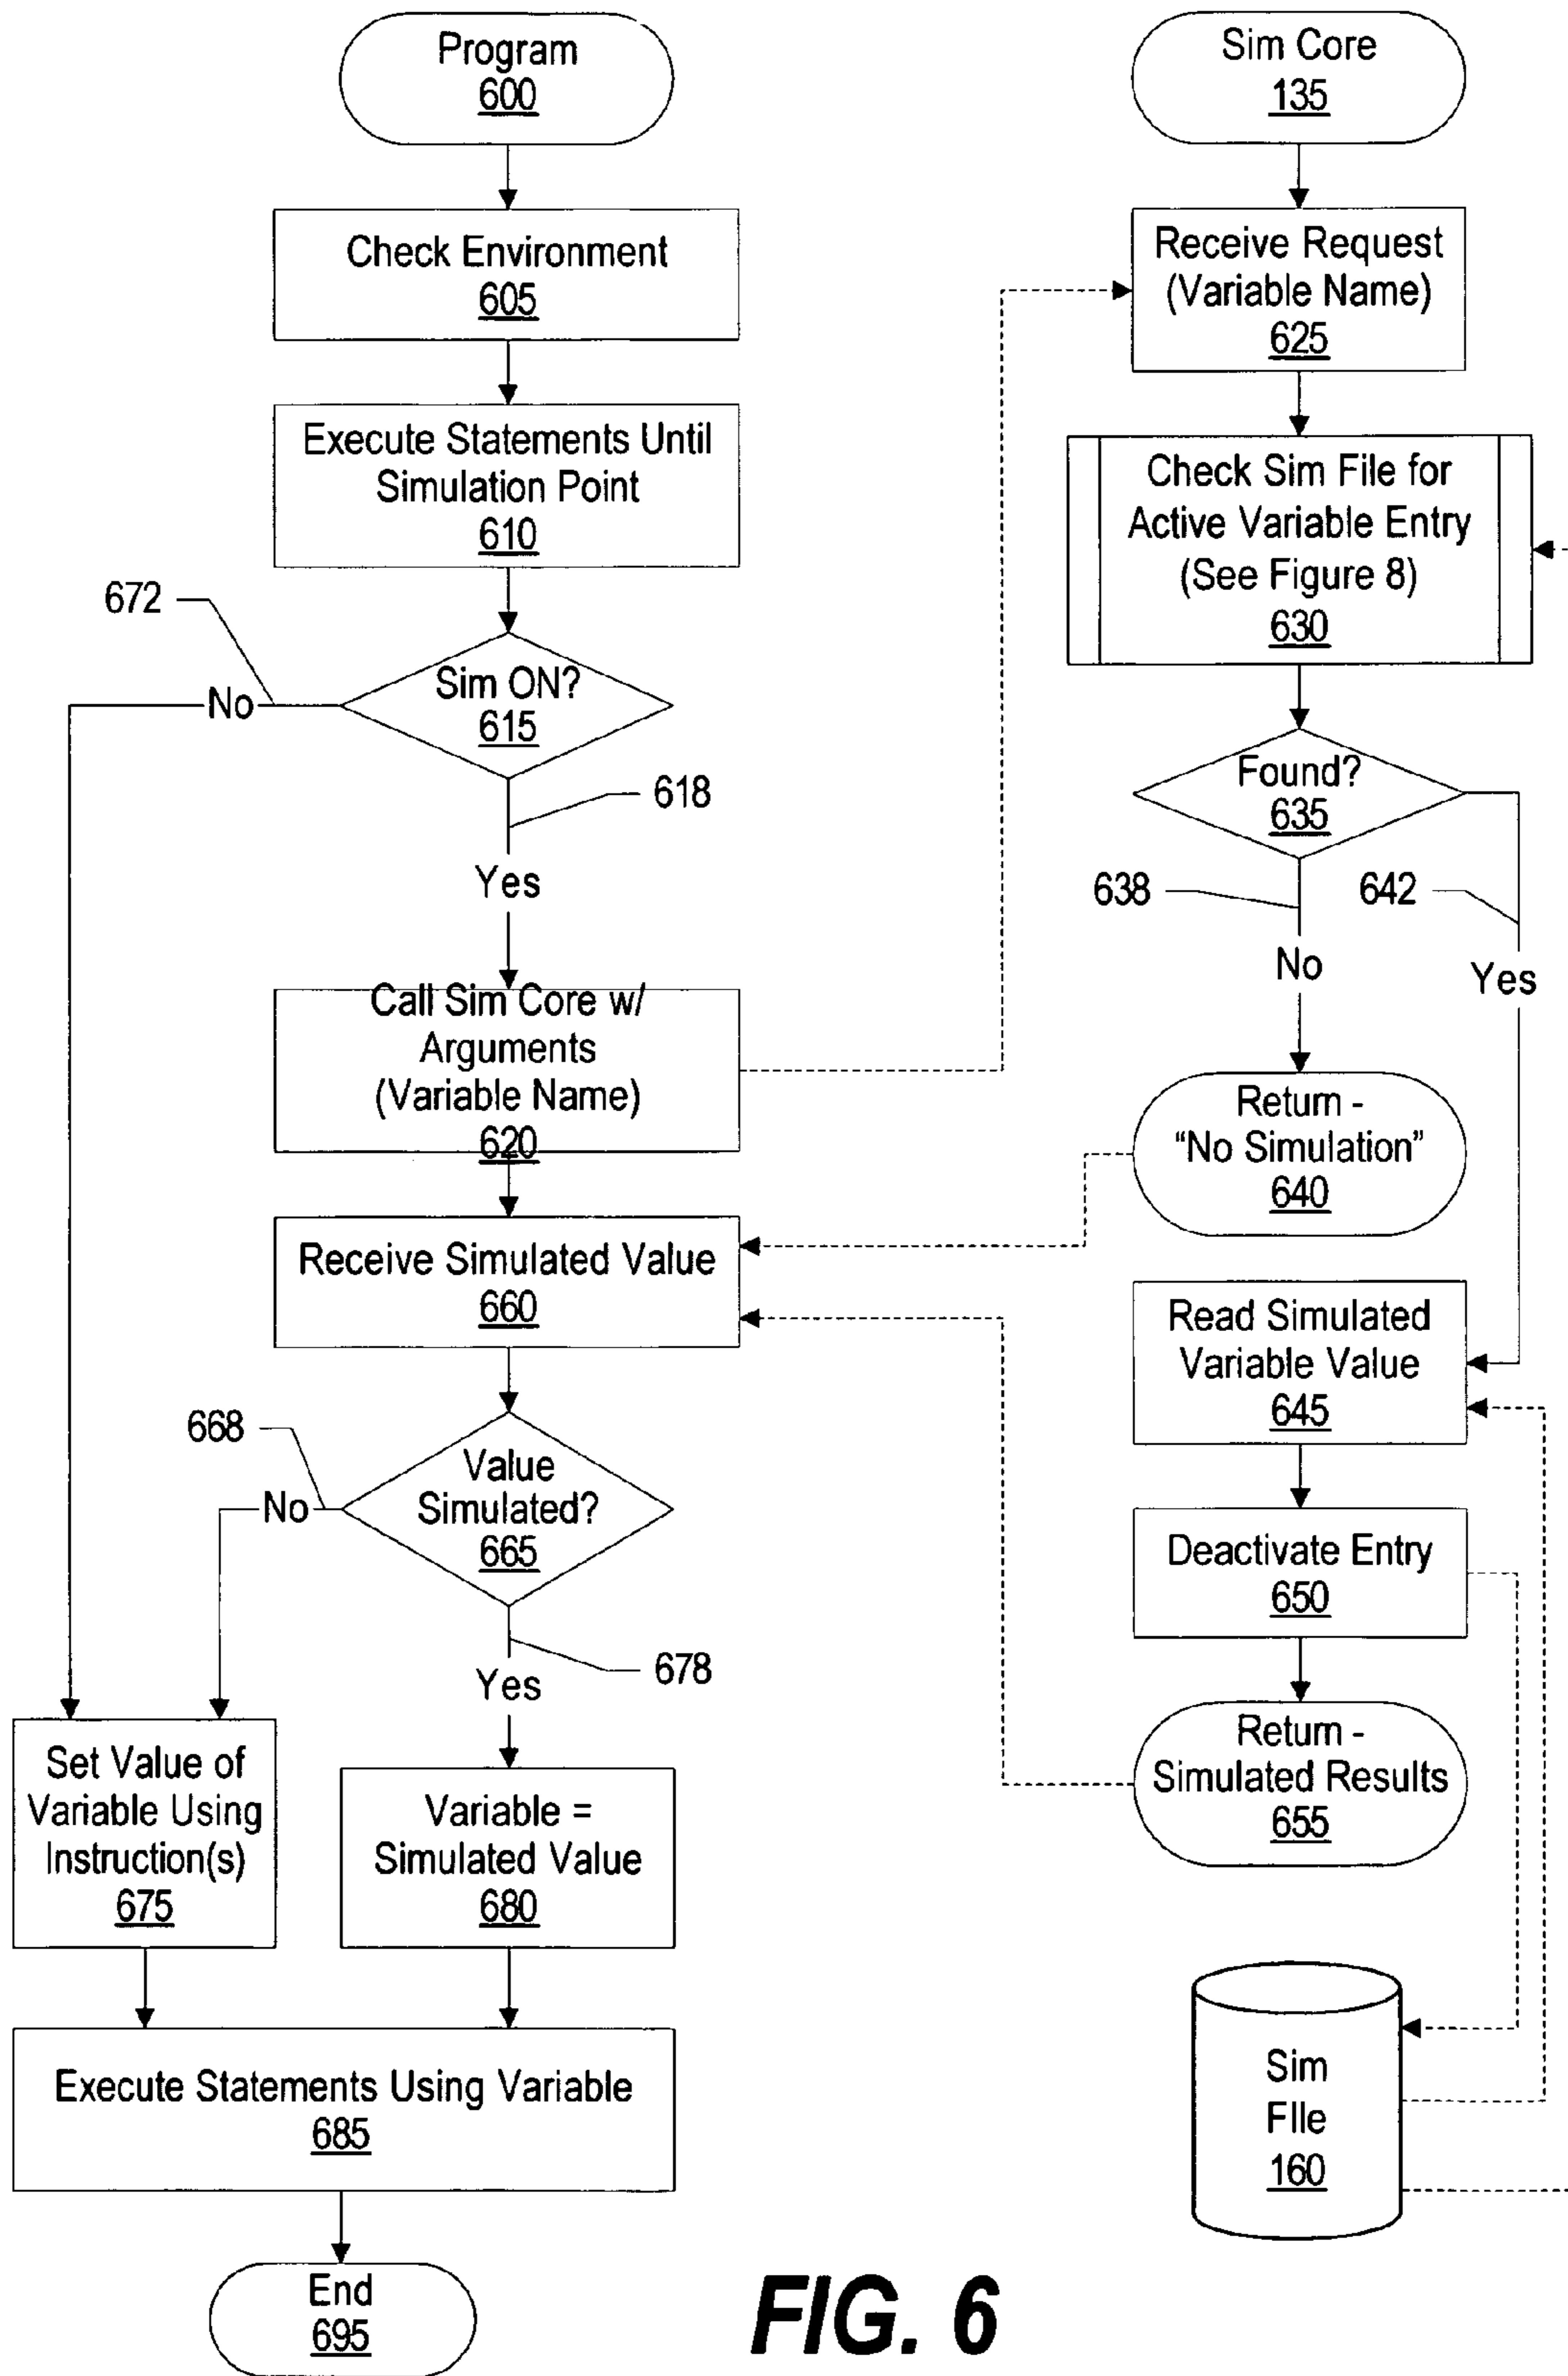 Program
600
Check Environment
605
Execute Statements Until
Simulation Point
610
672
No
Sim ON?
615
618
Yes
Call Sim Core w/
Arguments
(Variable Name)
620
Receive Simulated Value
660
668
No
Value
Simulated?
665
678
Yes
Set Value of
Variable Using
Instruction(s)
675
Variable =
Simulated Value
680
Execute Statements Using Variable
685
End
695
Sim Core
135
Receive Request
(Variable Name)
625
Check Sim File for
Active Variable Entry
(See Figure 8)
630
Found?
635
638
642
No
Yes
Return -
“No Simulation”
640
Read Simulated
Variable Value
645
Deactivate Entry
650
Return -
Simulated Results
655
Sim
FIle
160
FIG. 6